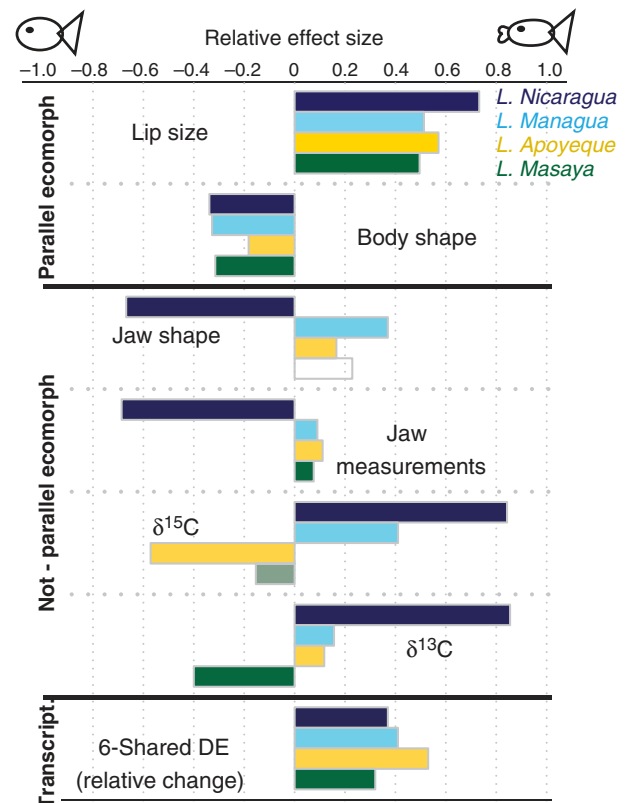 Relative effect size
−1.0 −0.8 −0.6 −0.4 −0.2 0 0.2 0.4 0.6 0.8 1.0
L. Nicaragua
L. Managua
L. Apoyeque
L. Masaya
Parallel ecomorph
Lip size
Body shape
Not - parallel ecomorph
Jaw shape
Jaw
measurements
δ¹⁵C
δ¹³C
Transcript.
6-Shared DE
(relative change)